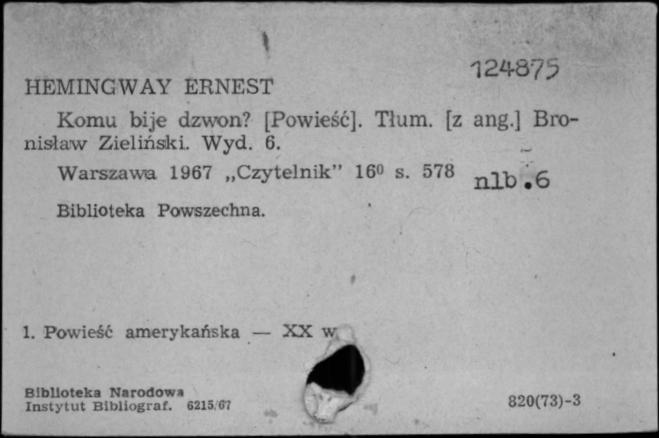 124875
HEMINGWAY ERNEST
Komu bije dzwon? [Powieść]. Tłum. [z ang.] Bro-
nisław Zieliński. Wyd. 6.
Warszawa 1967 „Czytelnik” 16⁰ s. 578 nlb.6
Biblioteka Powszechna.
1. Powieść amerykańska — XX w
Biblioteka Narodowa
Instytut Bibliograf. 6215/67
820(73)-3